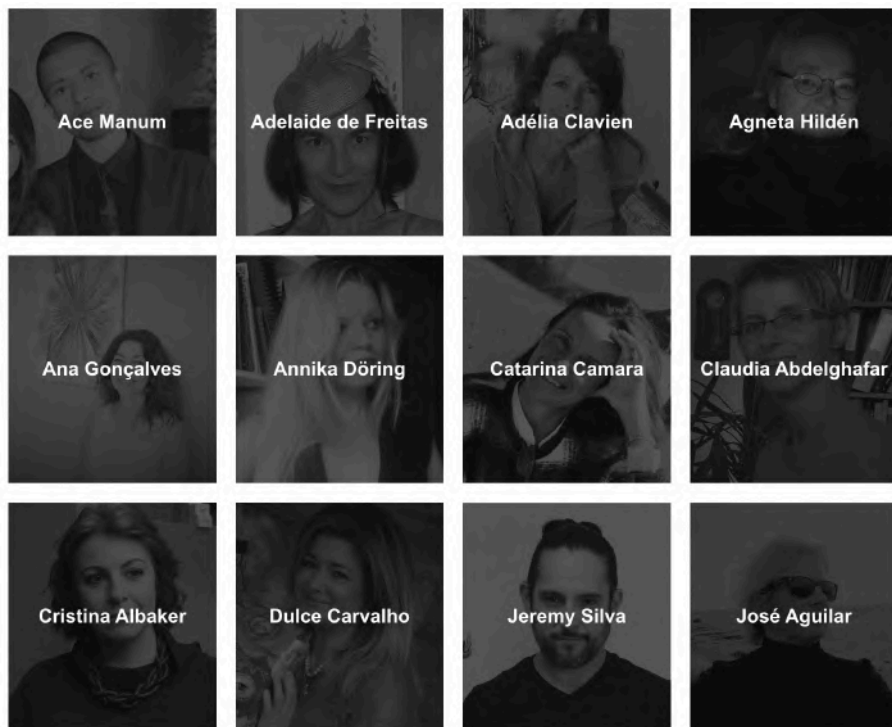 Ace Manum
Adelaide de Freitas
Adélia Clavien
Agneta Hildén
Ana Gonçalves
Annika Döring
Catarina Camara
Claudia Abdelghafar
Cristina Albaker
Dulce Carvalho
Jeremy Silva
José Aguilar